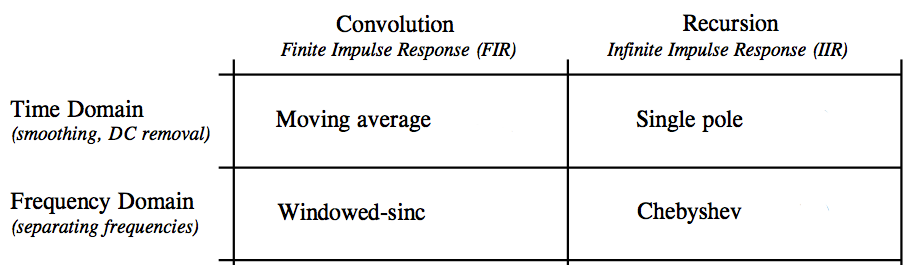 Convolution
Finite Impulse Response (FIR)
Recursion
Infinite Impulse Response (IIR)
Time Domain
(smoothing, DC removal)
Moving average
Single pole
Frequency Domain
(separating frequencies)
Windowed-sinc
Chebyshev